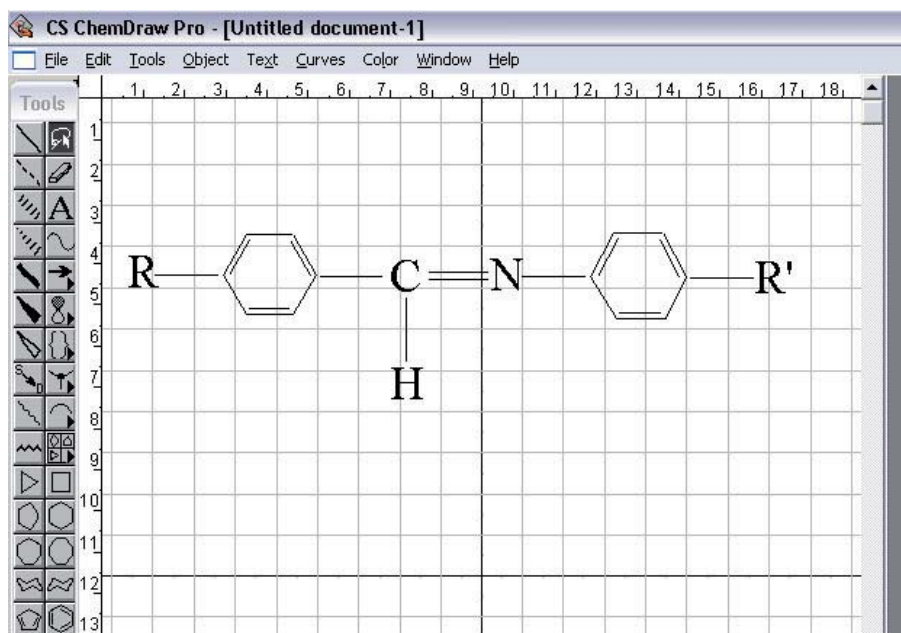 CS ChemDraw Pro - [Untitled document-1]
File Edit Tools Object Text Curves Color Window Help
Tools
1 2 3 4 5 6 7 8 9 10 11 12 13 14 15 16 17 18
1
2
3
4
5
6
7
8
9
10
11
12
13
A
S
D
R C N R'
H